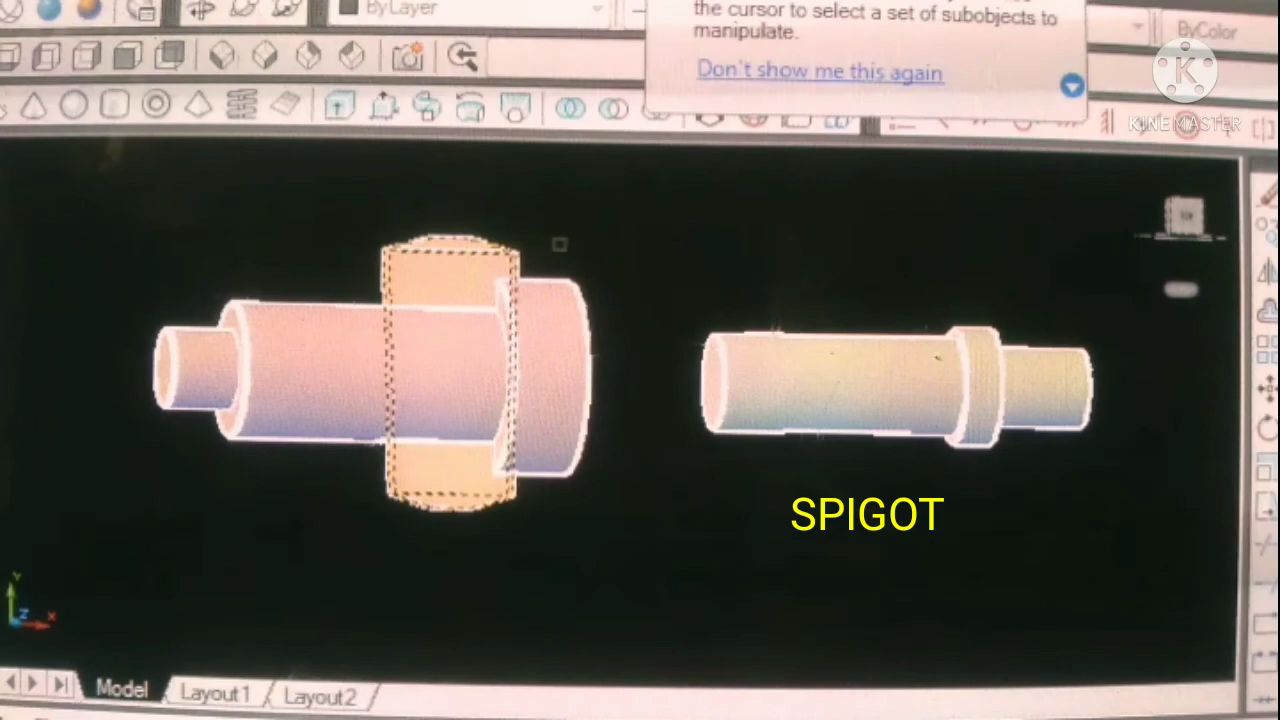 ByLayer
the cursor to select a set of subobjects to
manipulate.
Don't show me this again
ByColor
K
KINEMASTER
SPIGOT
Y
Z
X
Model
Layout1
Layout2